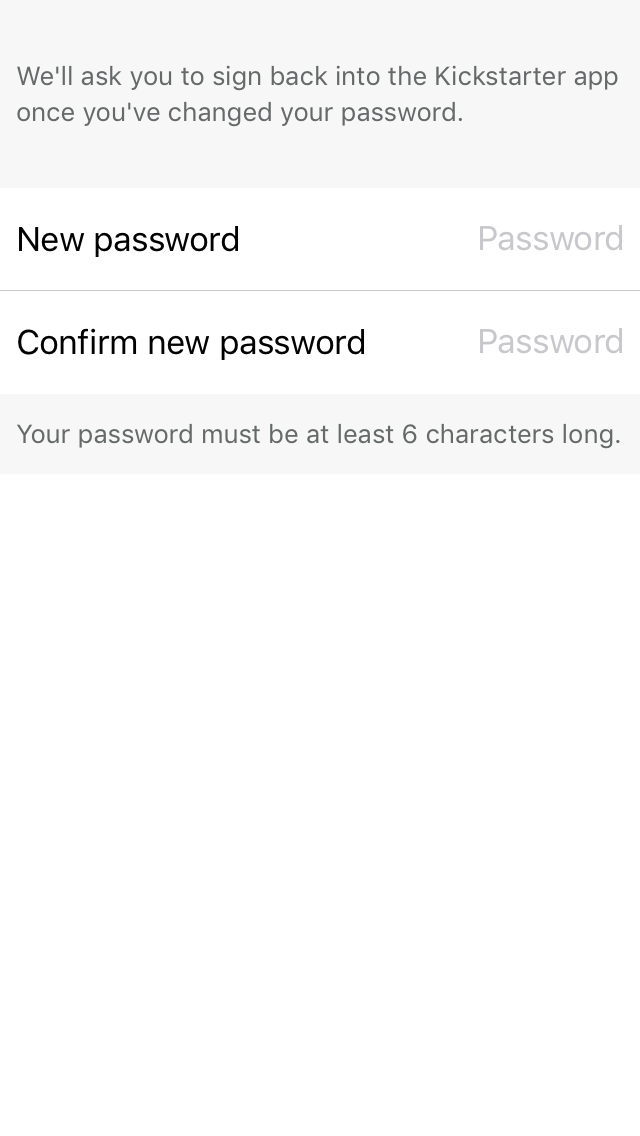 We'll ask you to sign back into the Kickstarter app
once you've changed your password.
New password Password
Confirm new password Password
Your password must be at least 6 characters long.